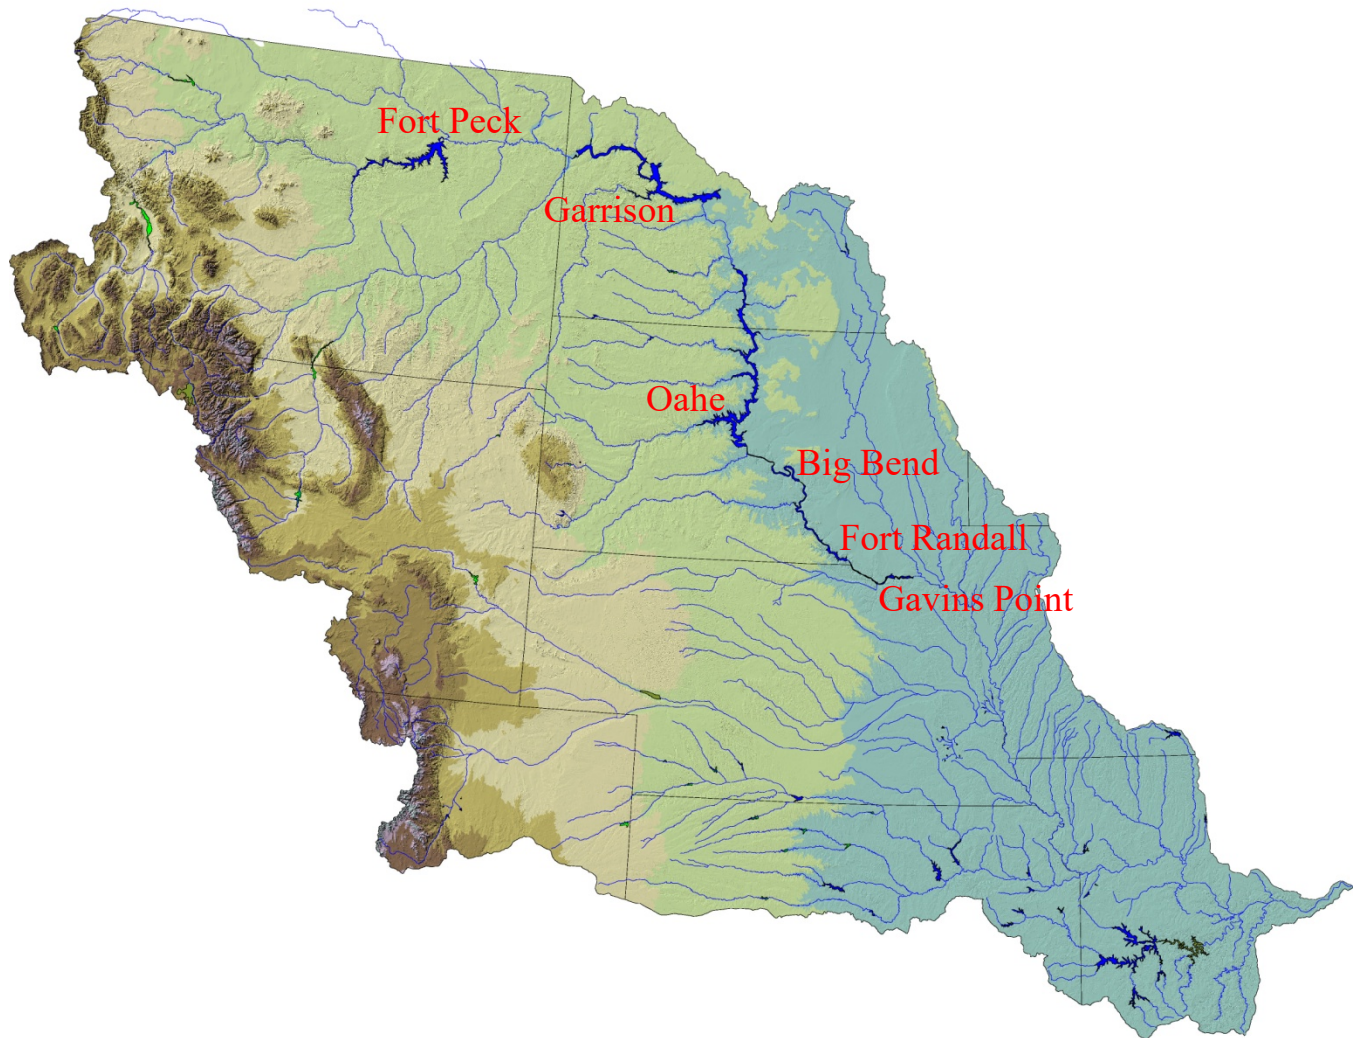 Fort Peck
Garrison
Oahe
Big Bend
Fort Randall
Gavins Point